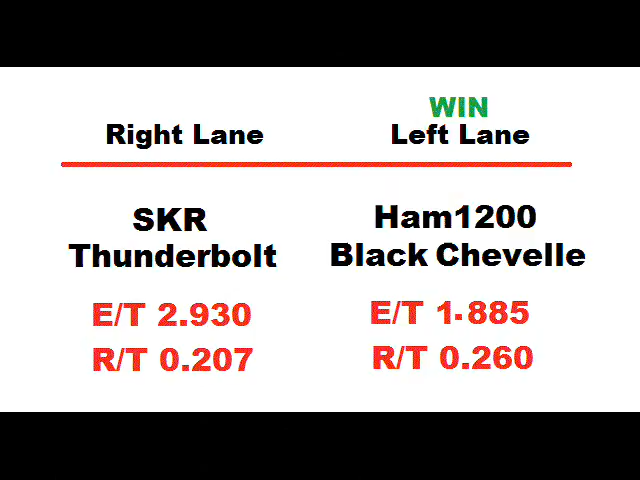 WIN
Right Lane Left Lane
SKR Ham1200
Thunderbolt Black Chevelle
E/T 2.930 E/T 1.885
R/T 0.207 R/T 0.260